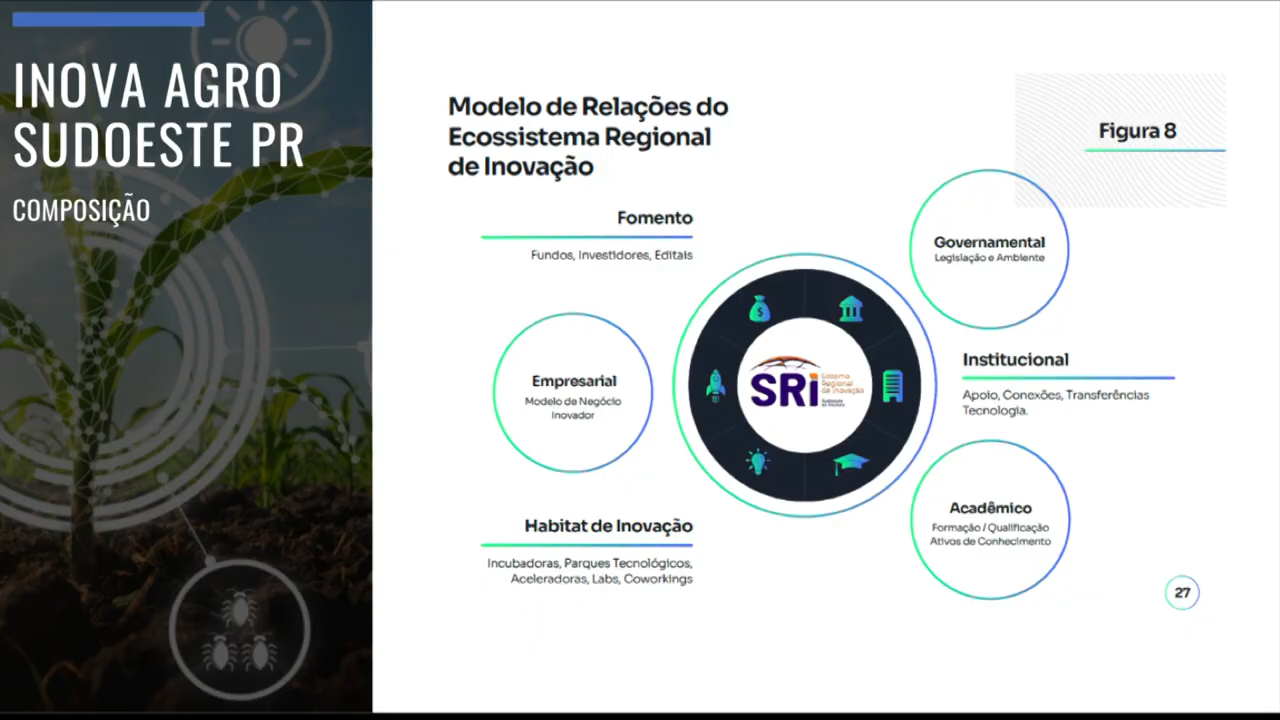 INOVA AGRO
SUDOESTE PR
COMPOSIÇÃO
Modelo de Relações do
Ecossistema Regional
de Inovação
Figura 8
Fomento
Fundos, Investidores, Editais
Governamental
Legislação e Ambiente
Empresarial
Modelo de Negócio
Inovador
SRi
Sistema
Regional
de Inovação
Institucional
Apoio, Conexões, Transferências
Tecnologia.
Habitat de Inovação
Incubadoras, Parques Tecnológicos,
Aceleradoras, Labs, Coworkings
Acadêmico
Formação / Qualificação
Ativos de Conhecimento
27